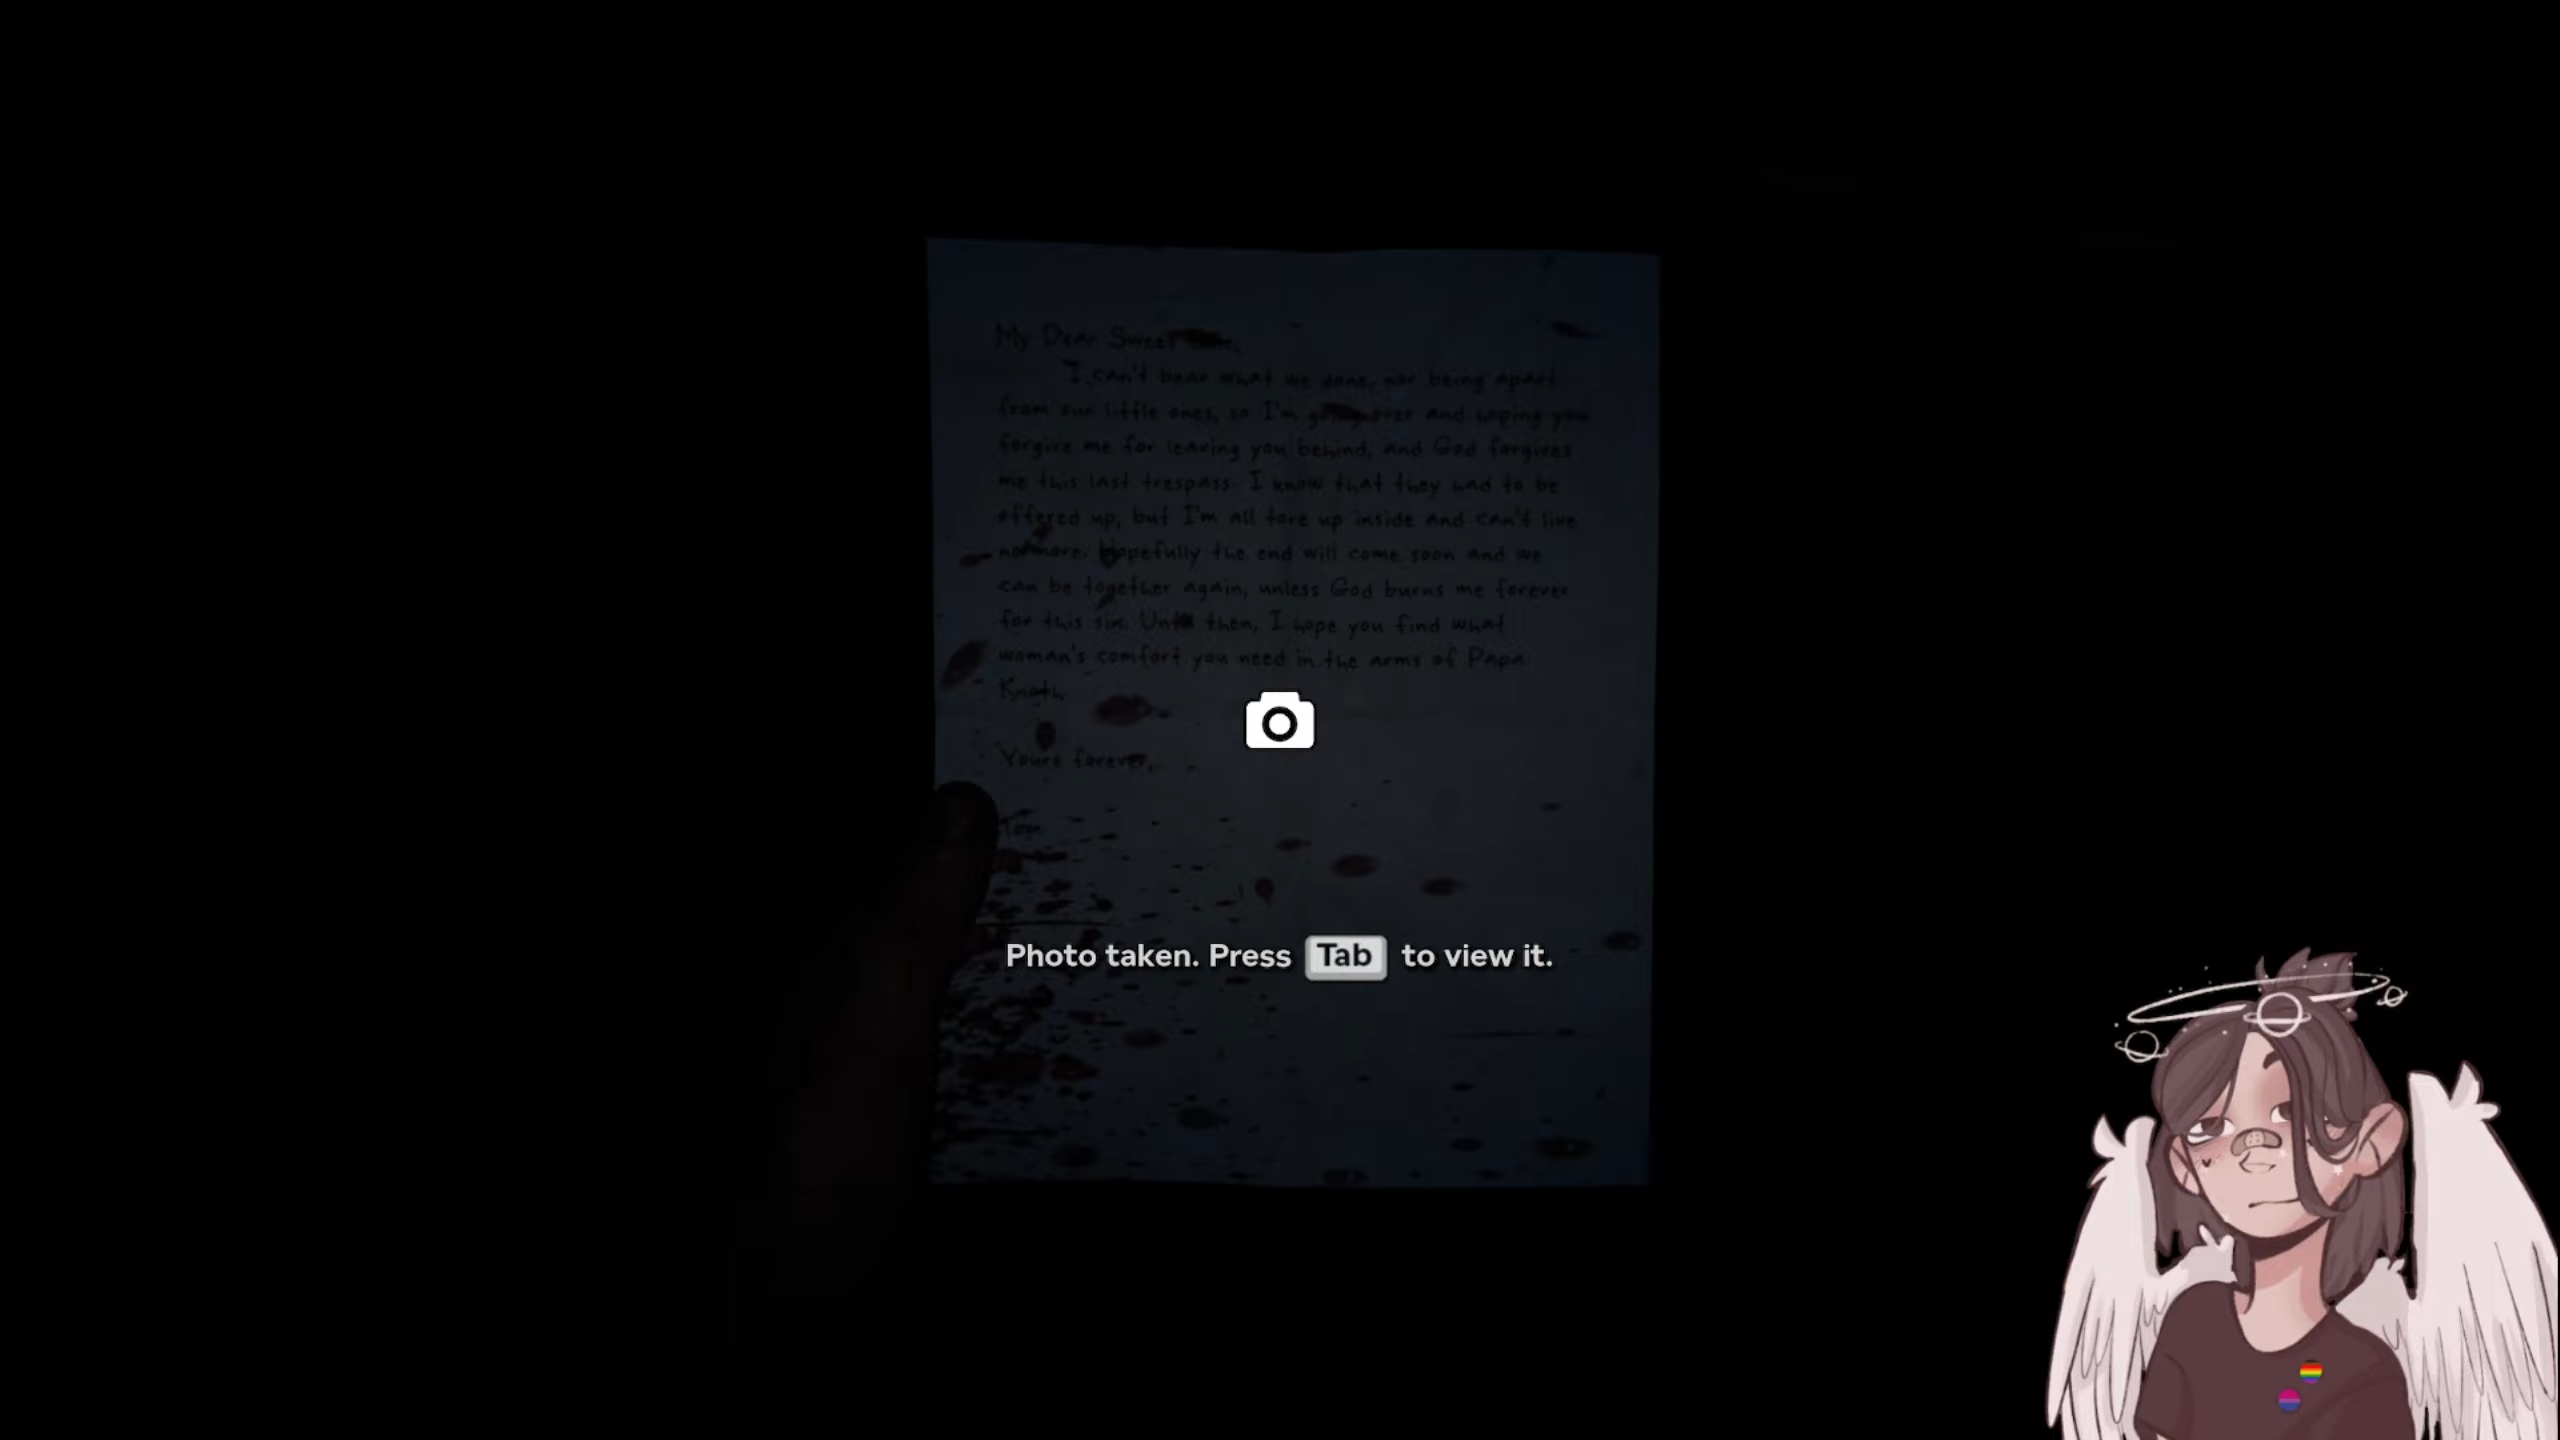 My Dear Sweet
I can't bear what we done, nor being apart
from our little ones, so I'm going over and hoping you
forgive me for leaving you behind, and God forgives
me this last trespass. I know that they had to be
offered up, but I'm all tore up inside and can't live
no more. Hopefully the end will come soon and we
can be together again, unless God burns me forever
for this sin. Until then, I hope you find what
woman's comfort you need in the arms of Papa
Knoth.
Yours forever,
Tom
Photo taken. Press Tab to view it.